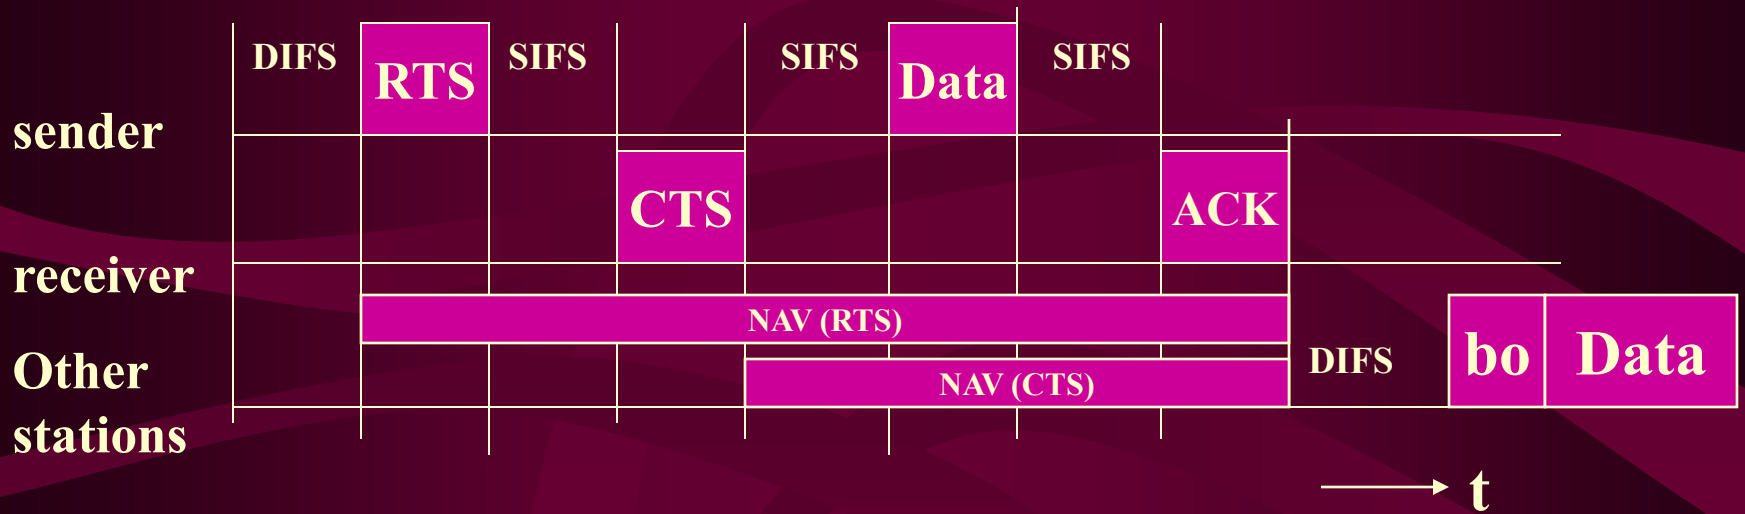 DIFS RTS SIFS SIFS Data SIFS
sender
CTS ACK
receiver
NAV (RTS)
Other
stations
NAV (CTS)
DIFS bo Data
t